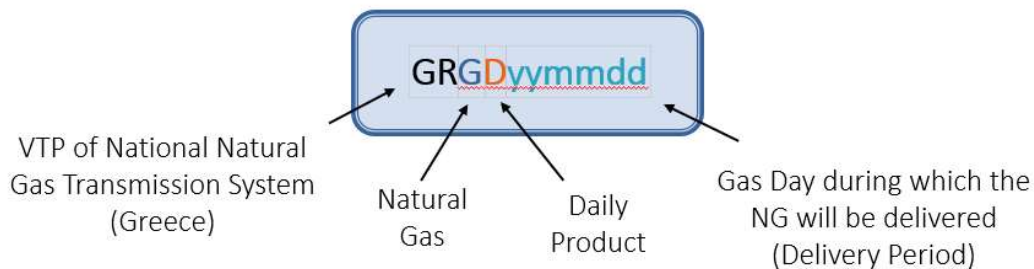 GRGDyymmdd
VTP of National Natural
Gas Transmission System
(Greece)
Natural
Gas
Daily
Product
Gas Day during which the
NG will be delivered
(Delivery Period)